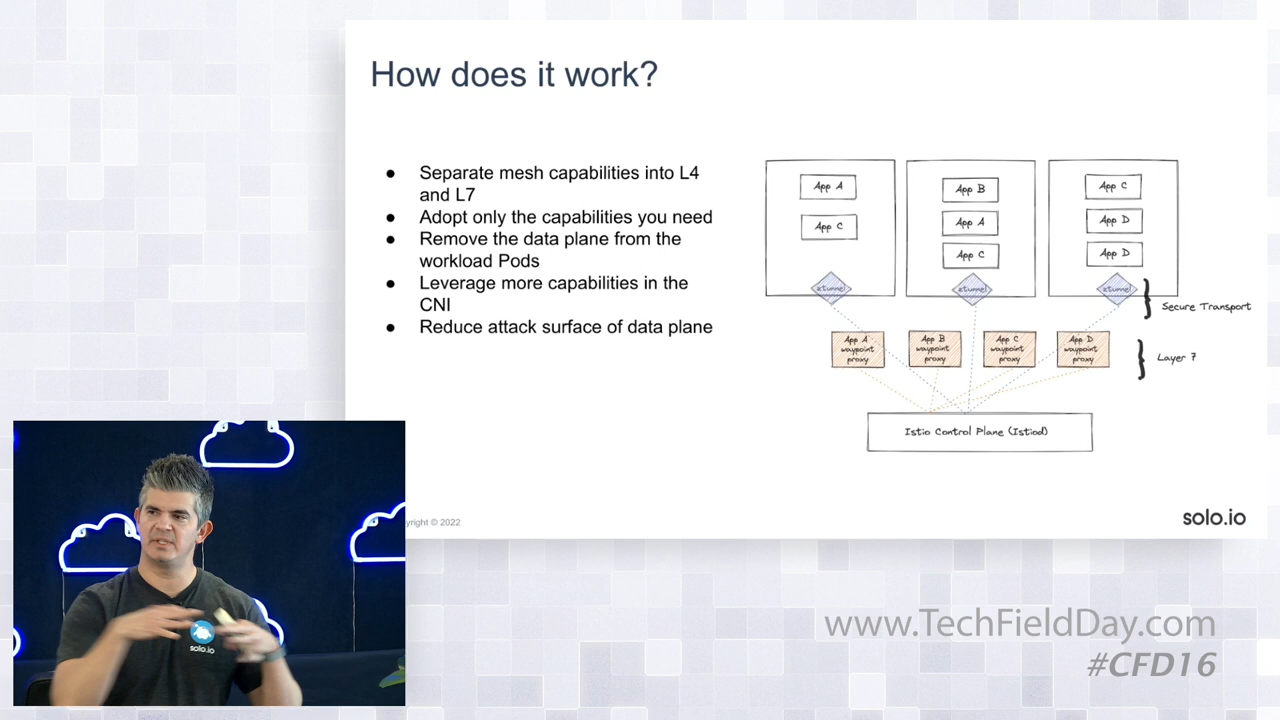 How does it work?
● Separate mesh capabilities into L4
and L7
● Adopt only the capabilities you need
● Remove the data plane from the
workload Pods
● Leverage more capabilities in the
CNI
● Reduce attack surface of data plane
App A
App C
ztunnel
App B
App A
App C
ztunnel
App C
App D
App D
ztunnel
Secure Transport
App A
waypoint
proxy
App B
waypoint
proxy
App C
waypoint
proxy
App D
waypoint
proxy
Layer 7
Istio Control Plane (Istiod)
yright © 2022
solo.io
solo.io
www.TechFieldDay.com
#CFD16